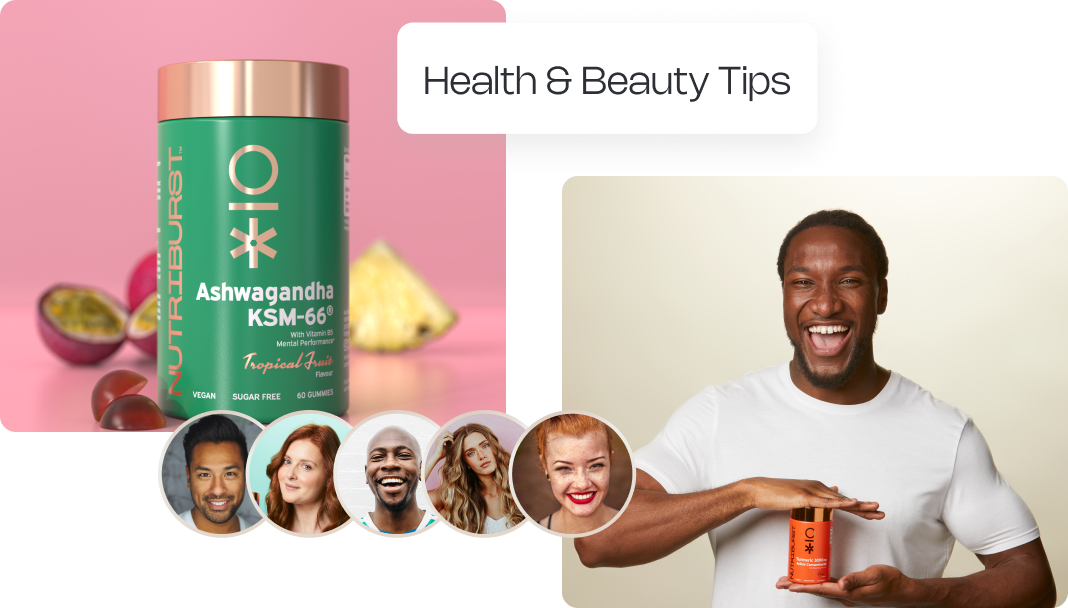 Health & Beauty Tips
NUTRIBURST™
Ashwagandha
KSM-66®
With Vitamin B5
Mental Performance*
Tropical Fruit
Flavour
VEGAN SUGAR FREE 60 GUMMIES
NUTRIBURST